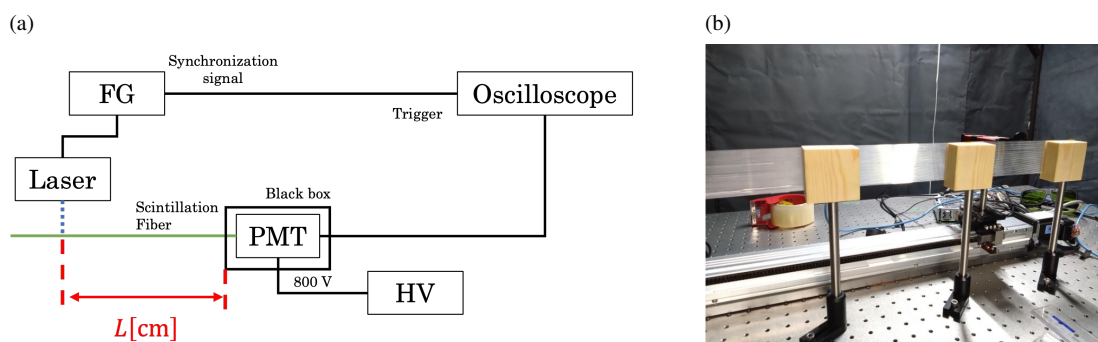 (a)
(b)
Synchronization
signal
FG
Oscilloscope
Trigger
Laser
Black box
Scintillation
Fiber
PMT
800 V
HV
L[cm]